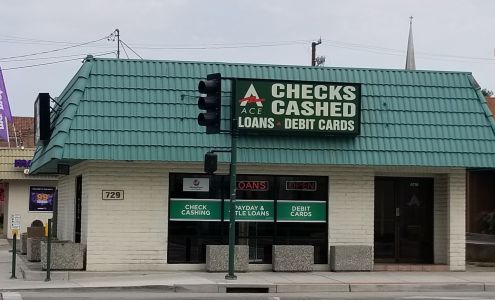 CHECKS
CASHED
ACE
LOANS • DEBIT CARDS
729
LOANS
OPEN
CHECK
CASHING
PAYDAY &
TITLE LOANS
DEBIT
CARDS